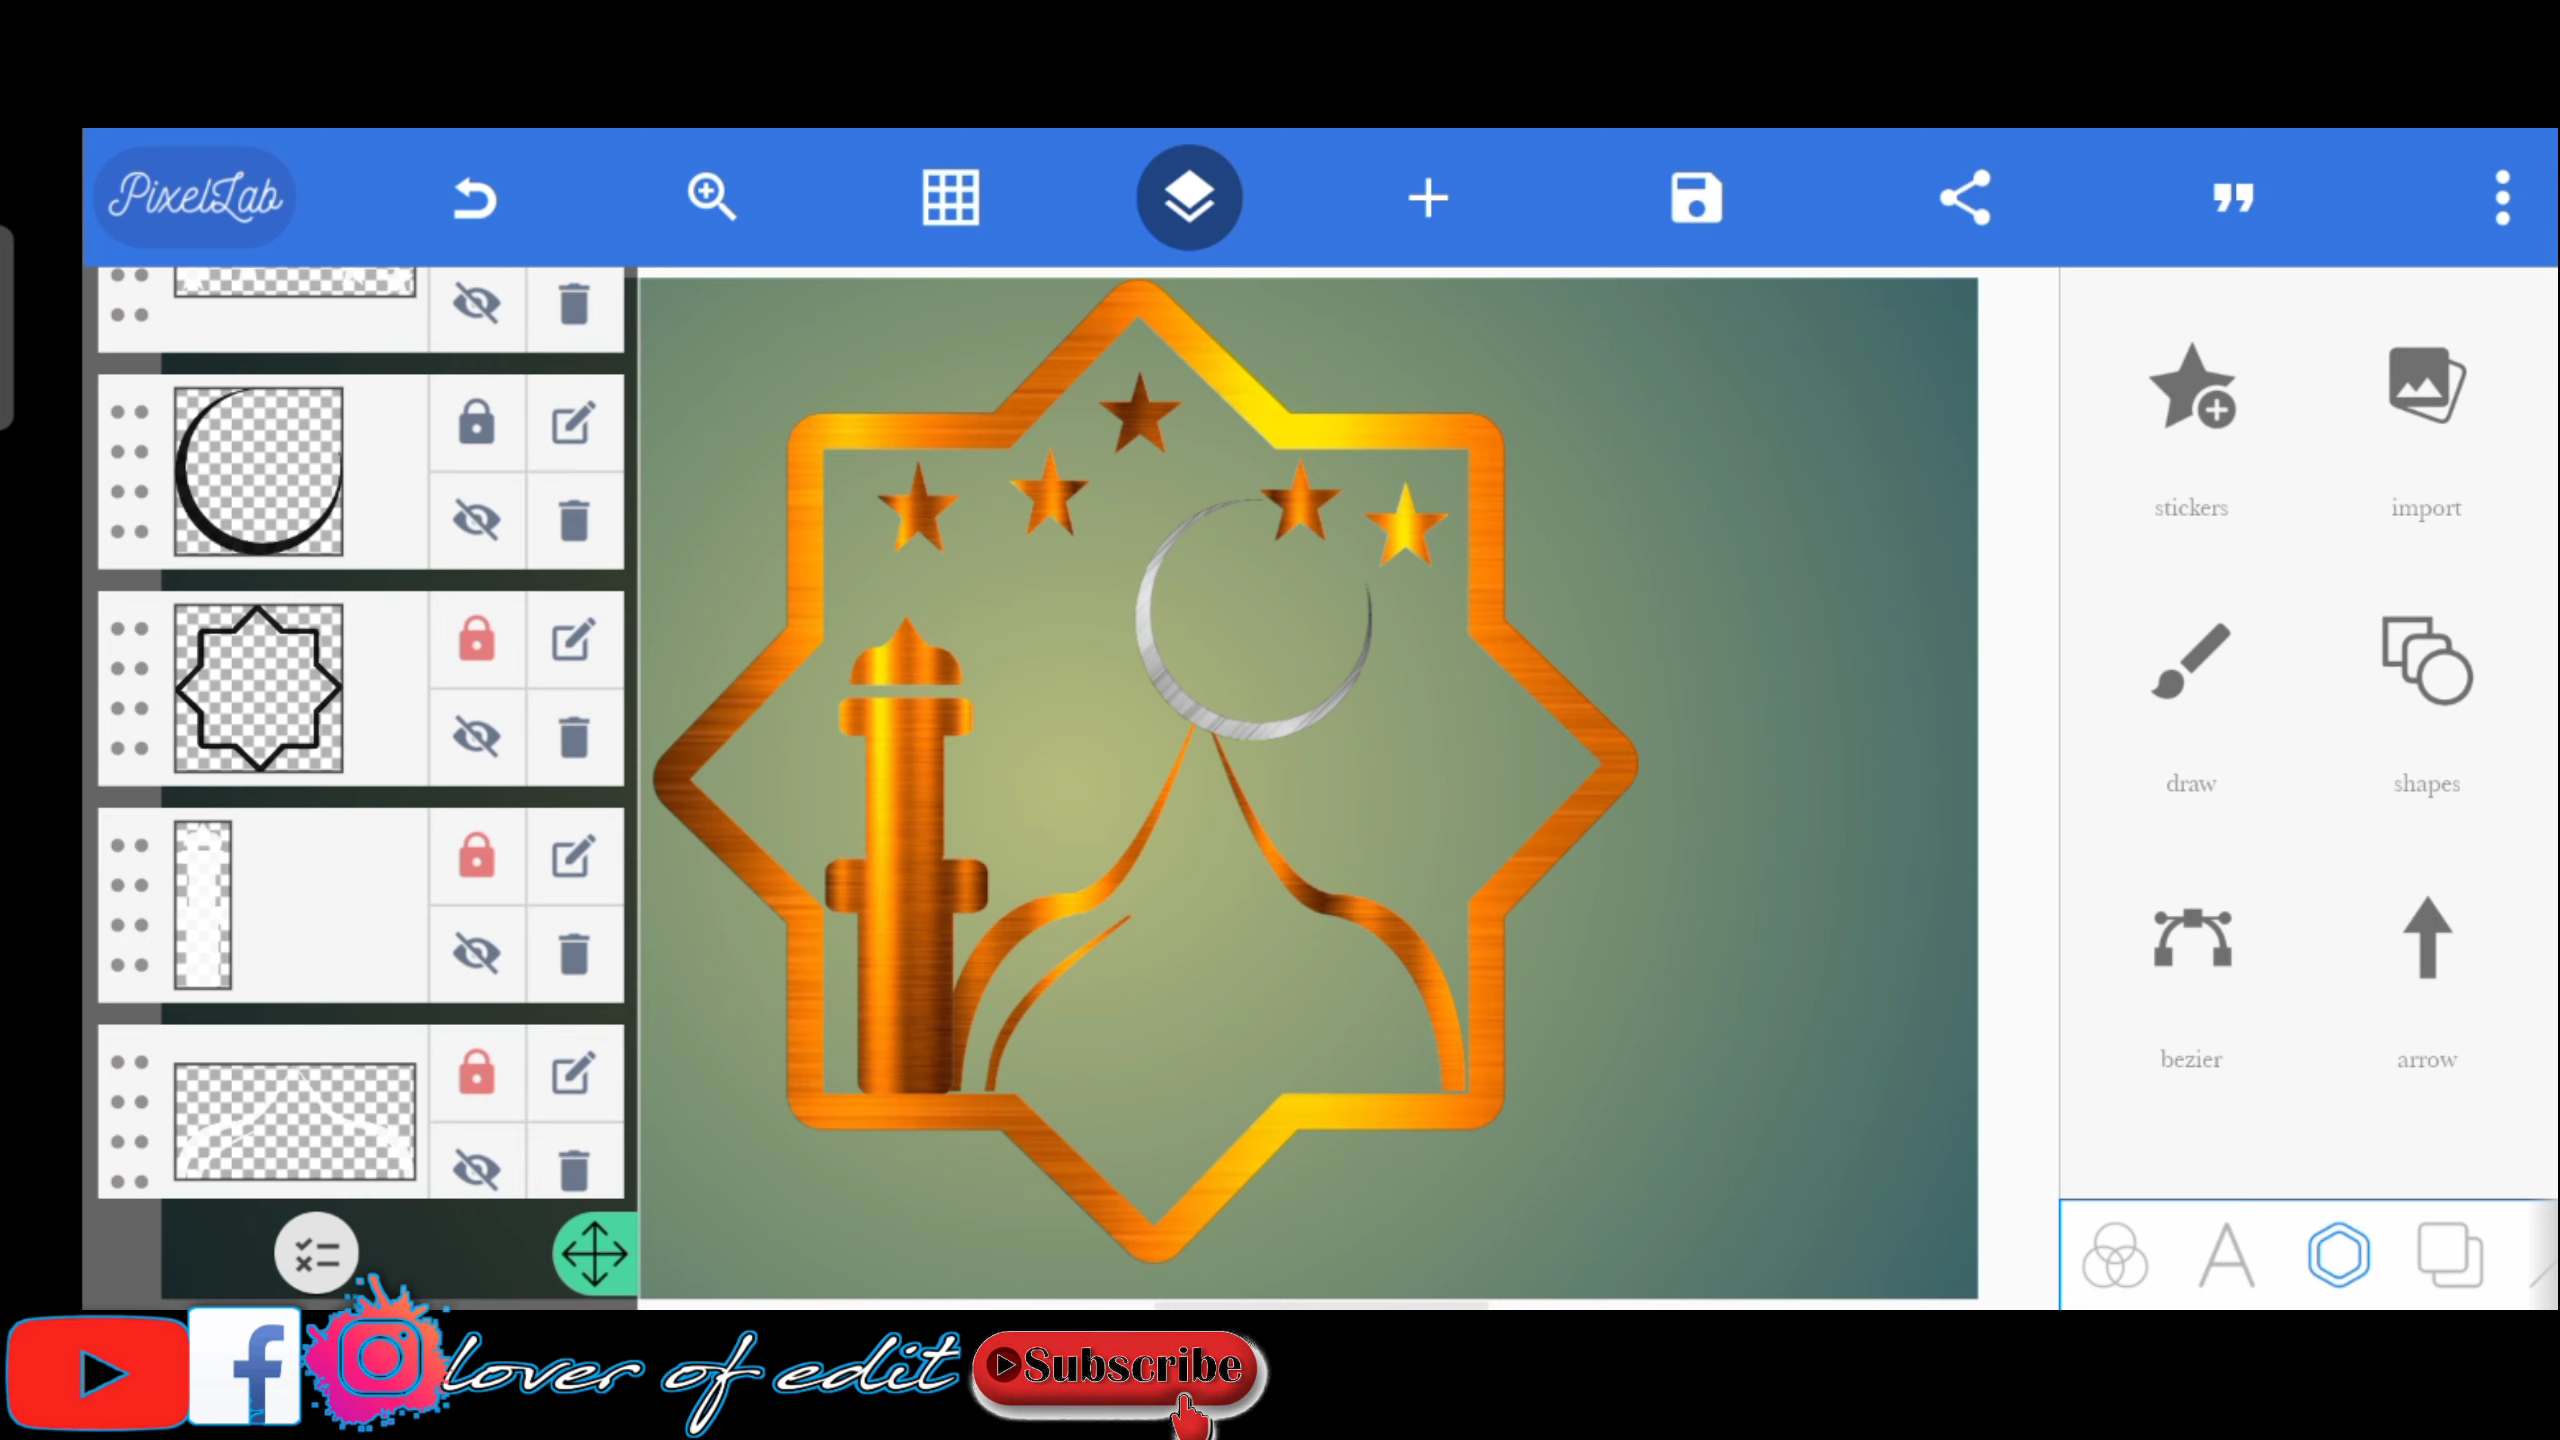 PixelLab
stickers
import
draw
shapes
bezier
arrow
lover of edit
Subscribe